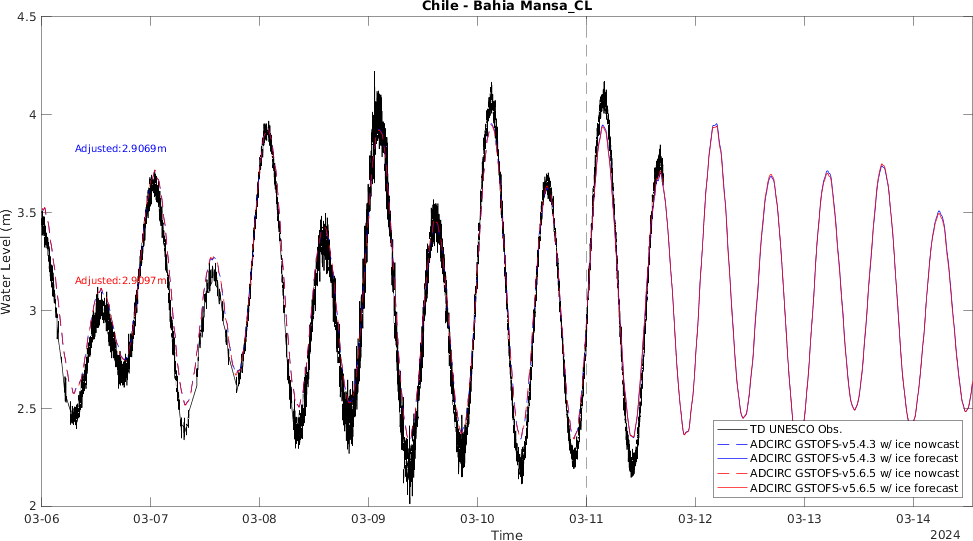 Chile - Bahia Mansa_CL
4.5
4
3.5
3
2.5
2
Water Level (m)
Adjusted:2.9069m
Adjusted:2.9097m
TD UNESCO Obs.
ADCIRC GSTOFS-v5.4.3 w/ ice nowcast
ADCIRC GSTOFS-v5.4.3 w/ ice forecast
ADCIRC GSTOFS-v5.6.5 w/ ice nowcast
ADCIRC GSTOFS-v5.6.5 w/ ice forecast
03-06 03-07 03-08 03-09 03-10 03-11 03-12 03-13 03-14
Time
2024